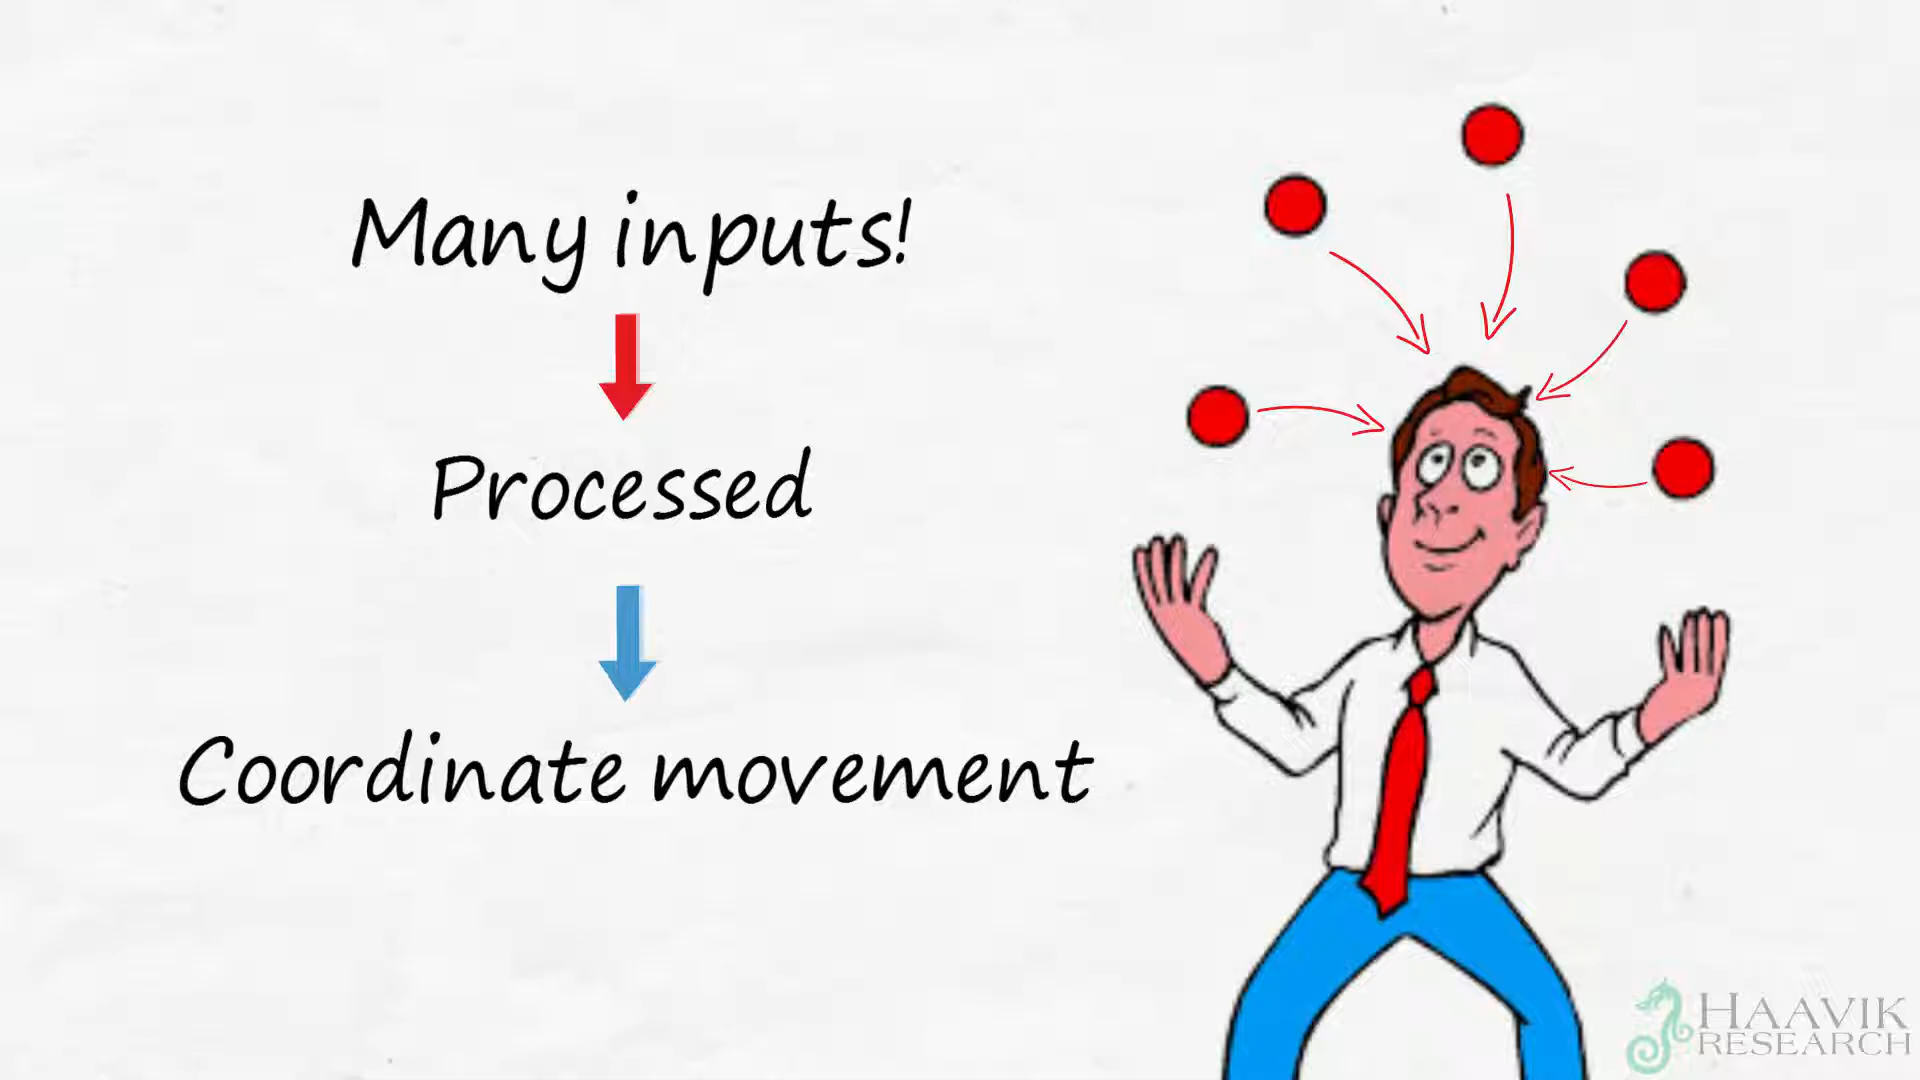 Many inputs!
Processed
Coordinate movement
HAAVIK
RESEARCH